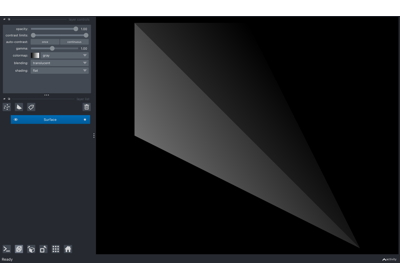 opacity: 1.00
contrast limits:
auto-contrast: once continuous
gamma: 1.00
colormap: gray
blending: translucent
shading: flat
Surface
Ready
activity